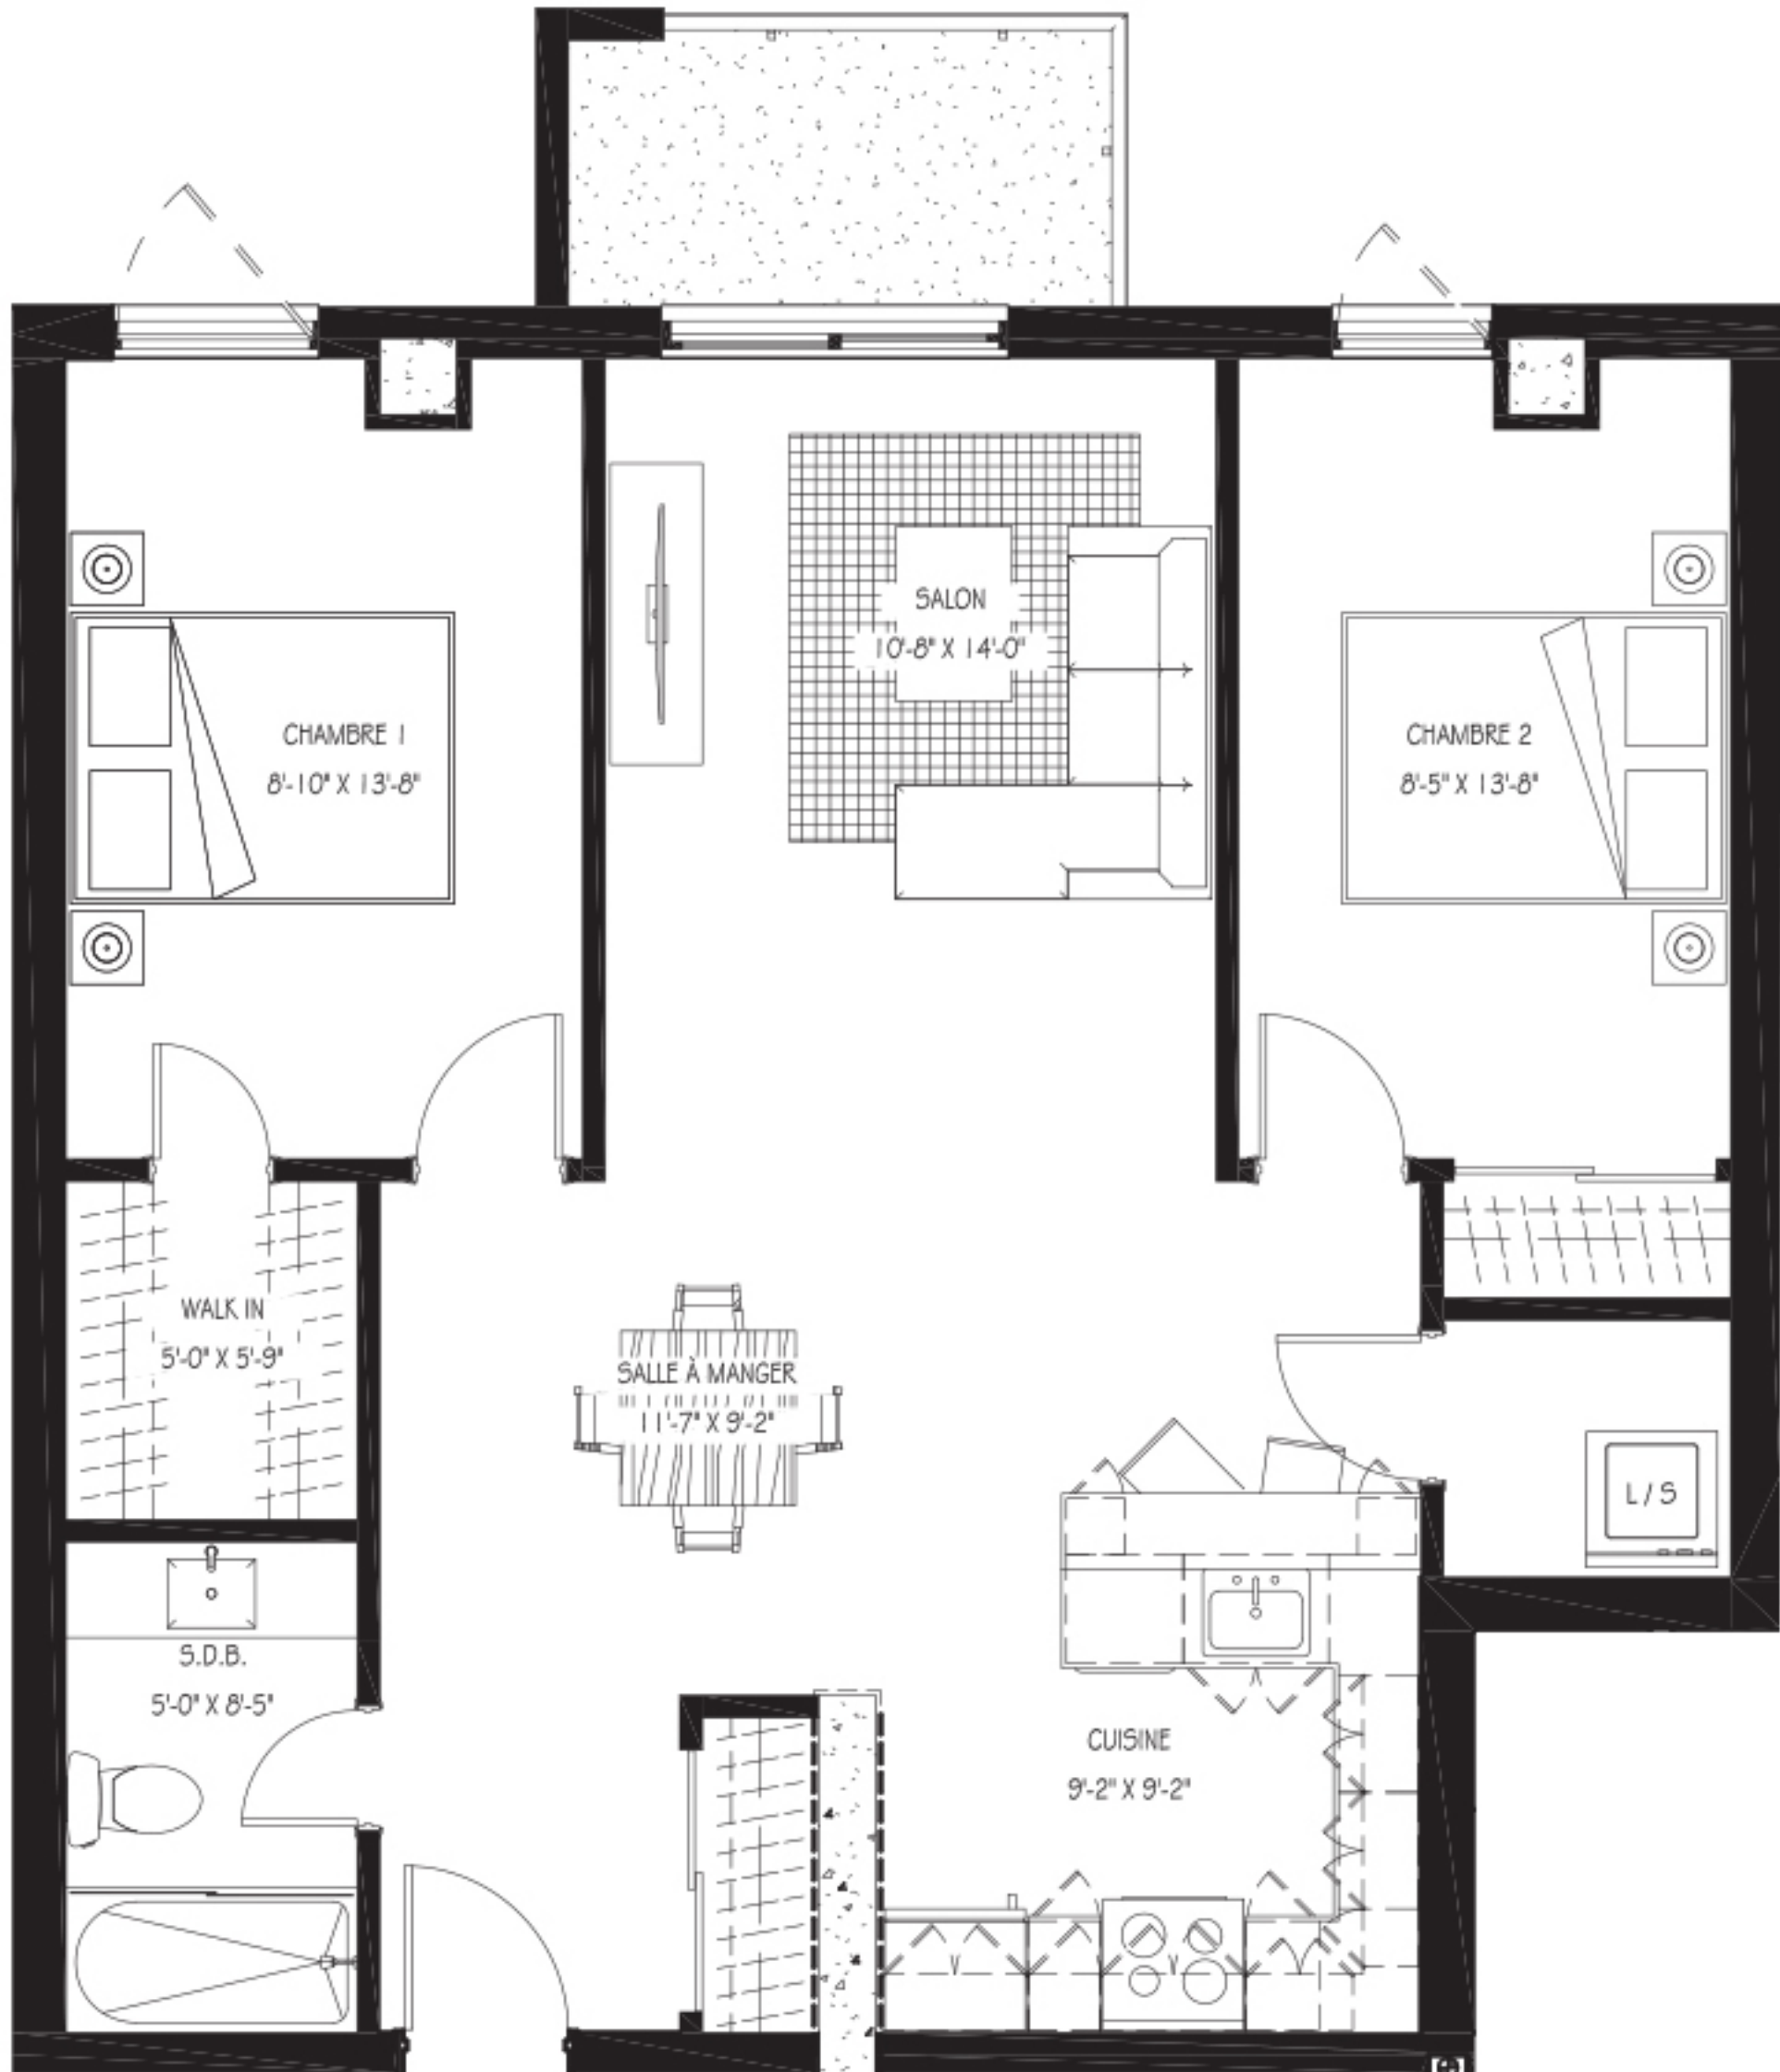 SALON
10'-8" X 14'-0"
CHAMBRE 1
8'-10" X 13'-8"
CHAMBRE 2
8'-5" X 13'-8"
WALK IN
5'-0" X 5'-9"
SALLE À MANGER
11'-7" X 9'-2"
L / S
S.D.B.
5'-0" X 8'-5"
CUISINE
9'-2" X 9'-2"